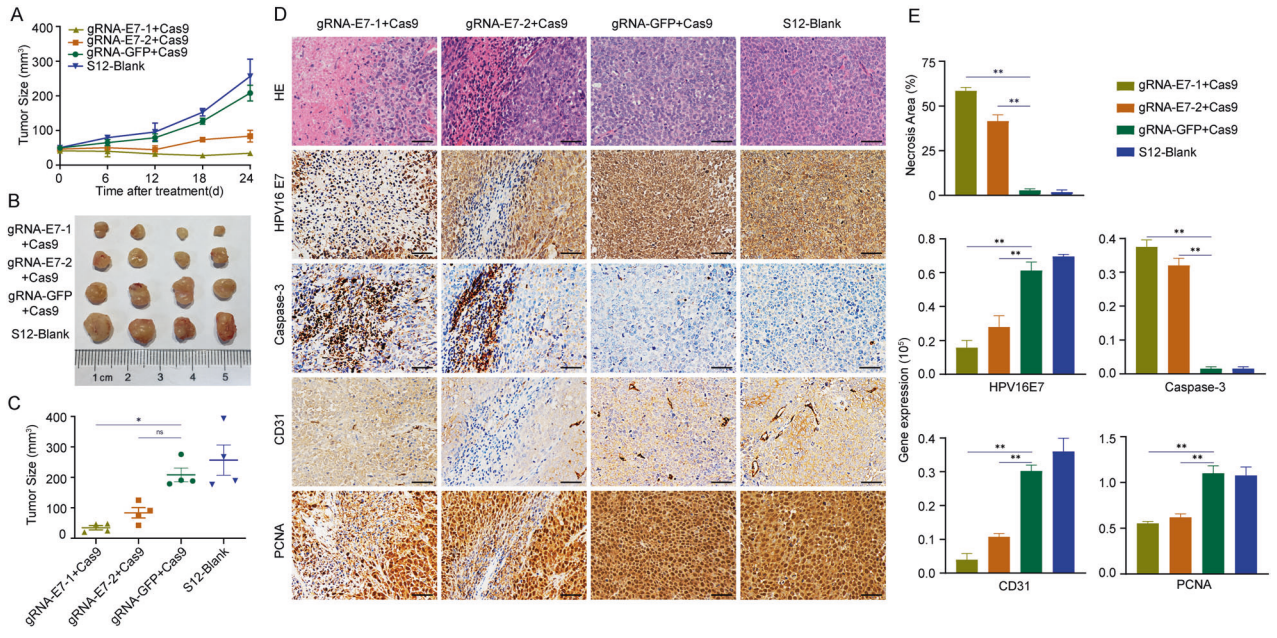 A
gRNA-E7-1+Cas9
gRNA-E7-2+Cas9
gRNA-GFP+Cas9
S12-Blank
Tumor Size (mm³)
400
300
200
100
0
0 6 12 18 24
Time after treatment(d)
B
gRNA-E7-1
+Cas9
gRNA-E7-2
+Cas9
gRNA-GFP
+Cas9
S12-Blank
1 cm 2 3 4 5
C
Tumor Size (mm³)
400
300
200
100
0
*
ns
gRNA-E7-1+Cas9
gRNA-E7-2+Cas9
gRNA-GFP+Cas9
S12-Blank
D
gRNA-E7-1+Cas9 gRNA-E7-2+Cas9 gRNA-GFP+Cas9 S12-Blank
HE
HPV16 E7
Caspase-3
CD31
PCNA
E
Necrosis Area (%)
75
50
25
0
**
**
gRNA-E7-1+Cas9
gRNA-E7-2+Cas9
gRNA-GFP+Cas9
S12-Blank
Gene expression (10⁵)
0.6
0.4
0.2
0.0
**
**
HPV16E7
0.4
0.2
0.0
**
**
Caspase-3
0.4
0.3
0.2
0.1
0.0
**
**
CD31
1.5
1.0
0.5
0.0
**
**
PCNA